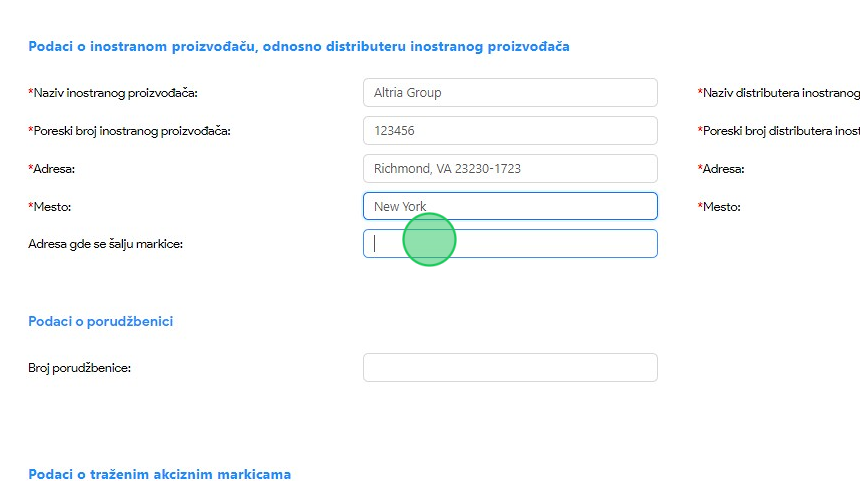 Podaci o inostranom proizvođaču, odnosno distributeru inostranog proizvođača
*Naziv inostranog proizvođača: Altria Group *Naziv distributera inostranog
*Poreski broj inostranog proizvođača: 123456 *Poreski broj distributera inost
*Adresa: Richmond, VA 23230-1723 *Adresa:
*Mesto: New York *Mesto:
Adresa gde se šalju markice:
Podaci o porudžbenici
Broj porudžbenice:
Podaci o traženim akciznim markicama